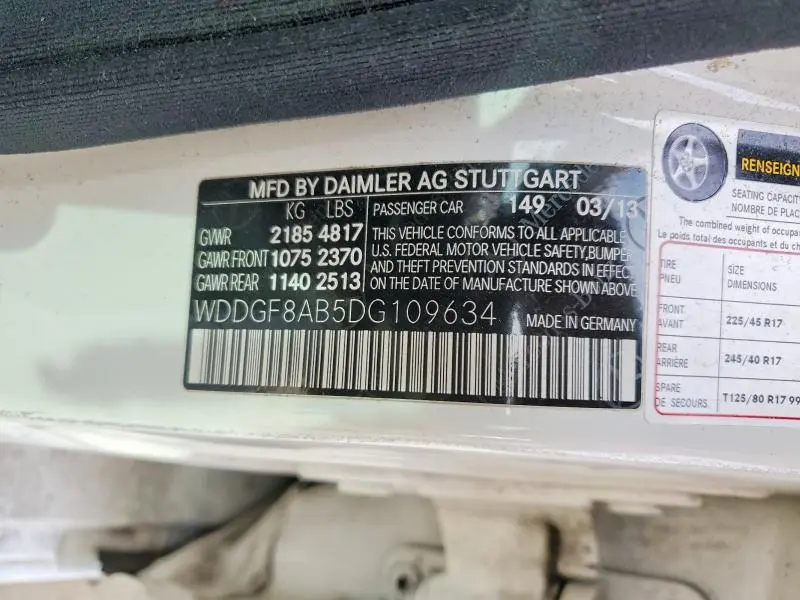 MFD BY DAIMLER AG STUTTGART
KG LBS
GVWR 2185 4817
GAWR FRONT 1075 2370
GAWR REAR 1140 2513
PASSENGER CAR 149 03/13
THIS VEHICLE CONFORMS TO ALL APPLICABLE
U.S. FEDERAL MOTOR VEHICLE SAFETY,BUMPER
AND THEFT PREVENTION STANDARDS IN EFFECT
ON THE DATE OF MANUFACTURE SHOWN ABOVE
WDDGF8AB5DG109634
MADE IN GERMANY
RENSEIGN
SEATING CAPACITY
NOMBRE DE PLAC
The combined weight of occupa
Le poids total des occupants et du ch
TIRE SIZE
PNEU DIMENSIONS
FRONT
AVANT 225/45 R17
REAR
ARRIÈRE 245/40 R17
SPARE
DE SECOURS T125/80 R17 99